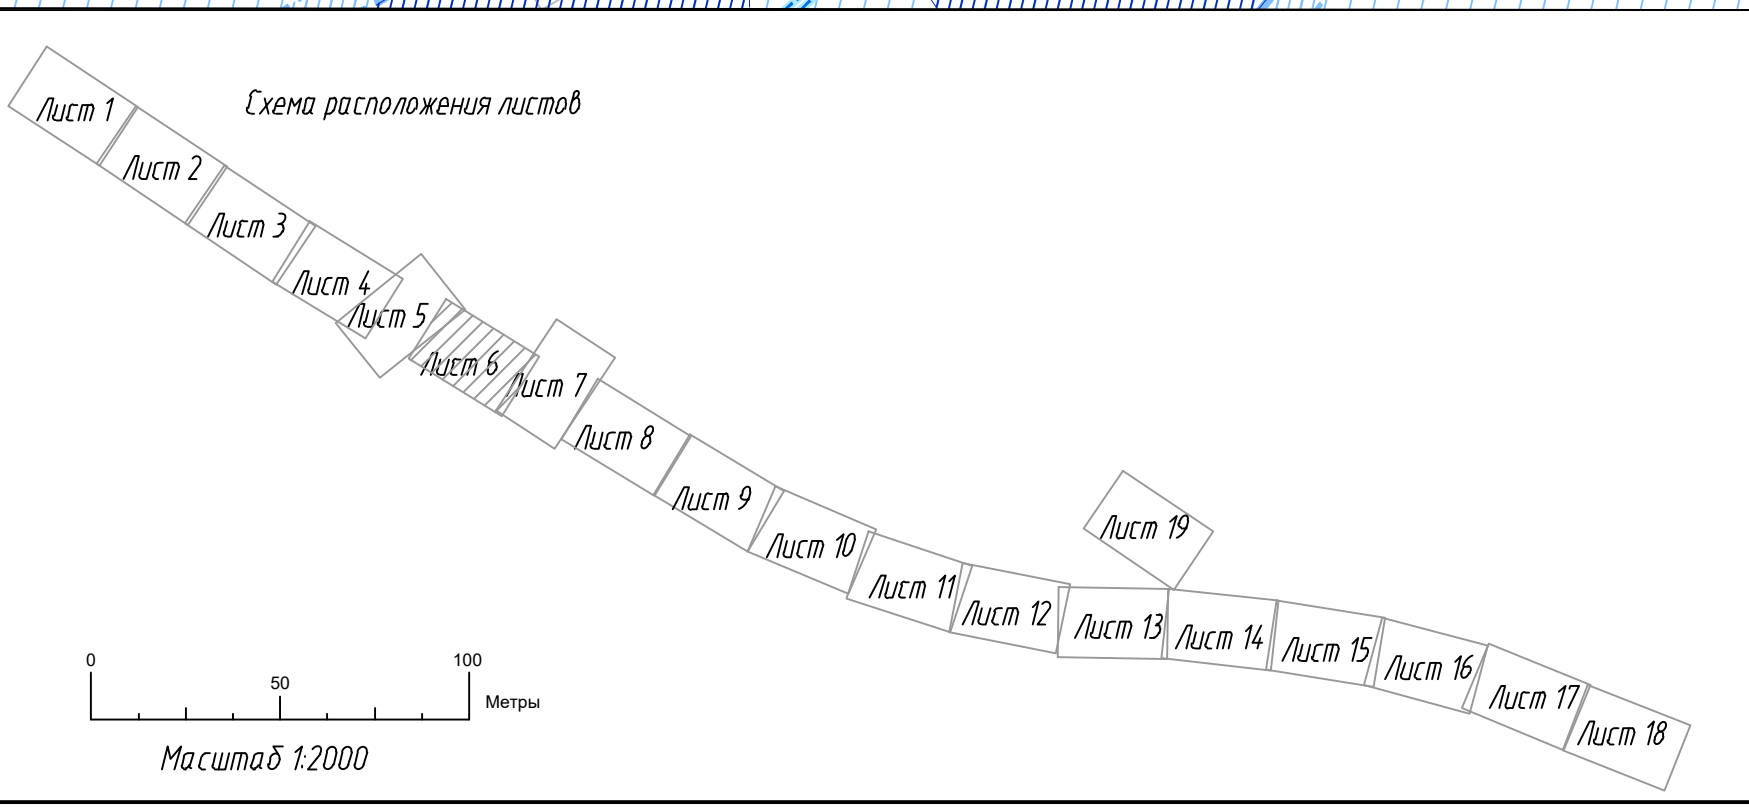 Схема расположения листов
Лист 1
Лист 2
Лист 3
Лист 4
Лист 5
Лист 6
Лист 7
Лист 8
Лист 9
Лист 10
Лист 11
Лист 12
Лист 13
Лист 14
Лист 15
Лист 16
Лист 17
Лист 18
Лист 19
0
50
100
Метры
Масштаб 1:2000